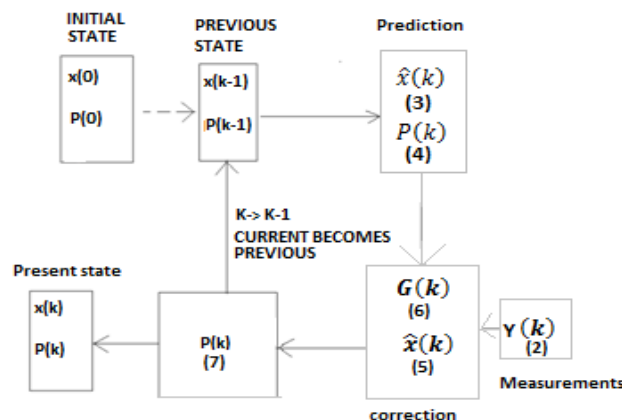 INITIAL
STATE
x(0)
P(0)
PREVIOUS
STATE
x(k-1)
P(k-1)
Prediction
x̂(k)
(3)
P(k)
(4)
K-> K-1
CURRENT BECOMES
PREVIOUS
Present state
x(k)
P(k)
P(k)
(7)
G(k)
(6)
x̂(k)
(5)
correction
Y(k)
(2)
Measurements